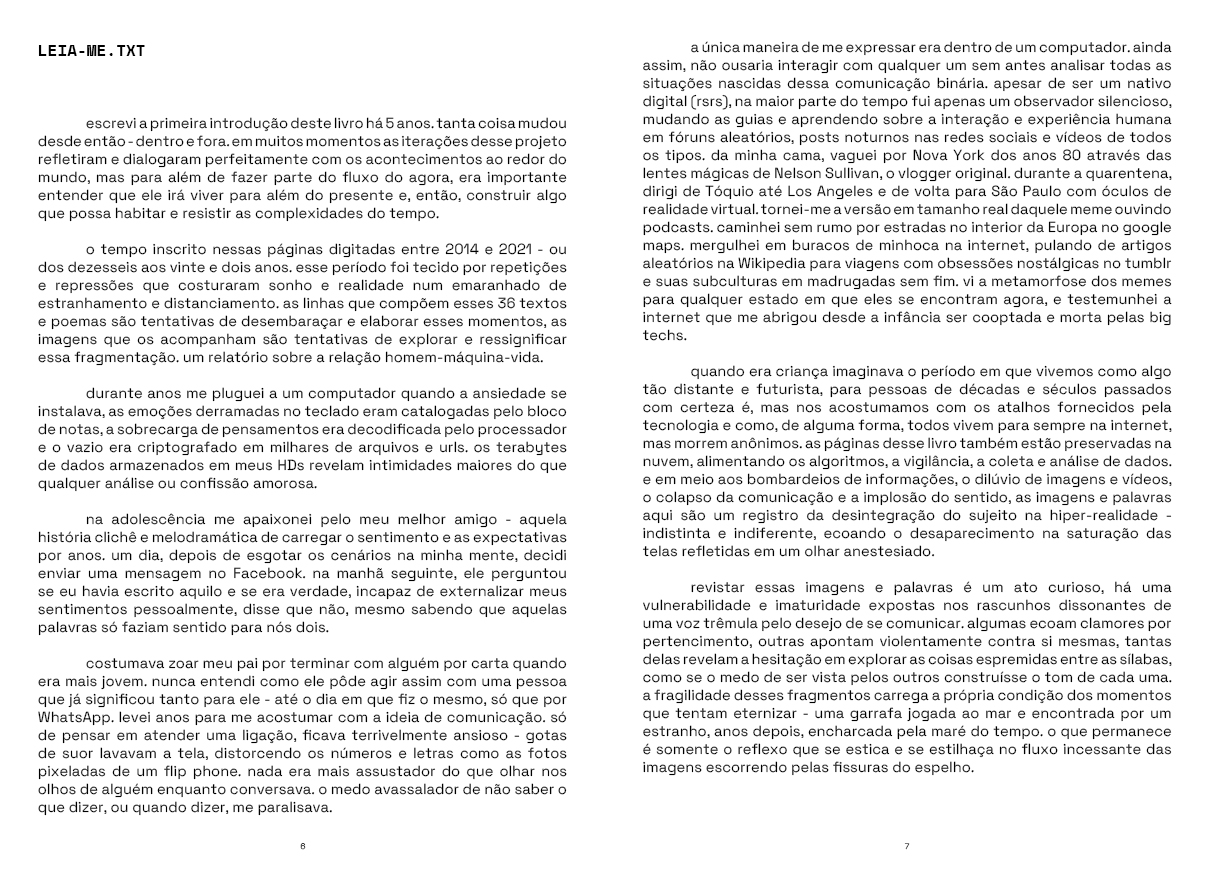 LEIA-ME.TXT
escrevi a primeira introdução deste livro há 5 anos. tanta coisa mudou
desde então - dentro e fora. em muitos momentos as iterações desse projeto
refletiram e dialogaram perfeitamente com os acontecimentos ao redor do
mundo, mas para além de fazer parte do fluxo do agora, era importante
entender que ele irá viver para além do presente e, então, construir algo
que possa habitar e resistir as complexidades do tempo.
o tempo inscrito nessas páginas digitadas entre 2014 e 2021 - ou
dos dezesseis aos vinte e dois anos. esse período foi tecido por repetições
e repressões que costuraram sonho e realidade num emaranhado de
estranhamento e distanciamento. as linhas que compõem esses 36 textos
e poemas são tentativas de desembaraçar e elaborar esses momentos, as
imagens que os acompanham são tentativas de explorar e ressignificar
essa fragmentação. um relatório sobre a relação homem-máquina-vida.
durante anos me pluguei a um computador quando a ansiedade se
instalava, as emoções derramadas no teclado eram catalogadas pelo bloco
de notas, a sobrecarga de pensamentos era decodificada pelo processador
e o vazio era criptografado em milhares de arquivos e urls. os terabytes
de dados armazenados em meus HDs revelam intimidades maiores do que
qualquer análise ou confissão amorosa.
na adolescência me apaixonei pelo meu melhor amigo - aquela
história clichê e melodramática de carregar o sentimento e as expectativas
por anos. um dia, depois de esgotar os cenários na minha mente, decidi
enviar uma mensagem no Facebook. na manhã seguinte, ele perguntou
se eu havia escrito aquilo e se era verdade, incapaz de externalizar meus
sentimentos pessoalmente, disse que não, mesmo sabendo que aquelas
palavras só faziam sentido para nós dois.
costumava zoar meu pai por terminar com alguém por carta quando
era mais jovem. nunca entendi como ele pôde agir assim com uma pessoa
que já significou tanto para ele - até o dia em que fiz o mesmo, só que por
WhatsApp. levei anos para me acostumar com a ideia de comunicação. só
de pensar em atender uma ligação, ficava terrivelmente ansioso - gotas
de suor lavavam a tela, distorcendo os números e letras como as fotos
pixeladas de um flip phone. nada era mais assustador do que olhar nos
olhos de alguém enquanto conversava. o medo avassalador de não saber o
que dizer, ou quando dizer, me paralisava.
6
a única maneira de me expressar era dentro de um computador. ainda
assim, não ousaria interagir com qualquer um sem antes analisar todas as
situações nascidas dessa comunicação binária. apesar de ser um nativo
digital (rsrs), na maior parte do tempo fui apenas um observador silencioso,
mudando as guias e aprendendo sobre a interação e experiência humana
em fóruns aleatórios, posts noturnos nas redes sociais e vídeos de todos
os tipos. da minha cama, vaguei por Nova York dos anos 80 através das
lentes mágicas de Nelson Sullivan, o vlogger original. durante a quarentena,
dirigi de Tóquio até Los Angeles e de volta para São Paulo com óculos de
realidade virtual. tornei-me a versão em tamanho real daquele meme ouvindo
podcasts. caminhei sem rumo por estradas no interior da Europa no google
maps. mergulhei em buracos de minhoca na internet, pulando de artigos
aleatórios na Wikipedia para viagens com obsessões nostálgicas no tumblr
e suas subculturas em madrugadas sem fim. vi a metamorfose dos memes
para qualquer estado em que eles se encontram agora, e testemunhei a
internet que me abrigou desde a infância ser cooptada e morta pelas big
techs.
quando era criança imaginava o período em que vivemos como algo
tão distante e futurista, para pessoas de décadas e séculos passados
com certeza é, mas nos acostumamos com os atalhos fornecidos pela
tecnologia e como, de alguma forma, todos vivem para sempre na internet,
mas morrem anônimos. as páginas desse livro também estão preservadas na
nuvem, alimentando os algoritmos, a vigilância, a coleta e análise de dados.
e em meio aos bombardeios de informações, o dilúvio de imagens e vídeos,
o colapso da comunicação e a implosão do sentido, as imagens e palavras
aqui são um registro da desintegração do sujeito na hiper-realidade -
indistinta e indiferente, ecoando o desaparecimento na saturação das
telas refletidas em um olhar anestesiado.
revistar essas imagens e palavras é um ato curioso, há uma
vulnerabilidade e imaturidade expostas nos rascunhos dissonantes de
uma voz trêmula pelo desejo de se comunicar. algumas ecoam clamores por
pertencimento, outras apontam violentamente contra si mesmas, tantas
delas revelam a hesitação em explorar as coisas espremidas entre as sílabas,
como se o medo de ser vista pelos outros construísse o tom de cada uma.
a fragilidade desses fragmentos carrega a própria condição dos momentos
que tentam eternizar - uma garrafa jogada ao mar e encontrada por um
estranho, anos depois, encharcada pela maré do tempo. o que permanece
é somente o reflexo que se estica e se estilhaça no fluxo incessante das
imagens escorrendo pelas fissuras do espelho.
7